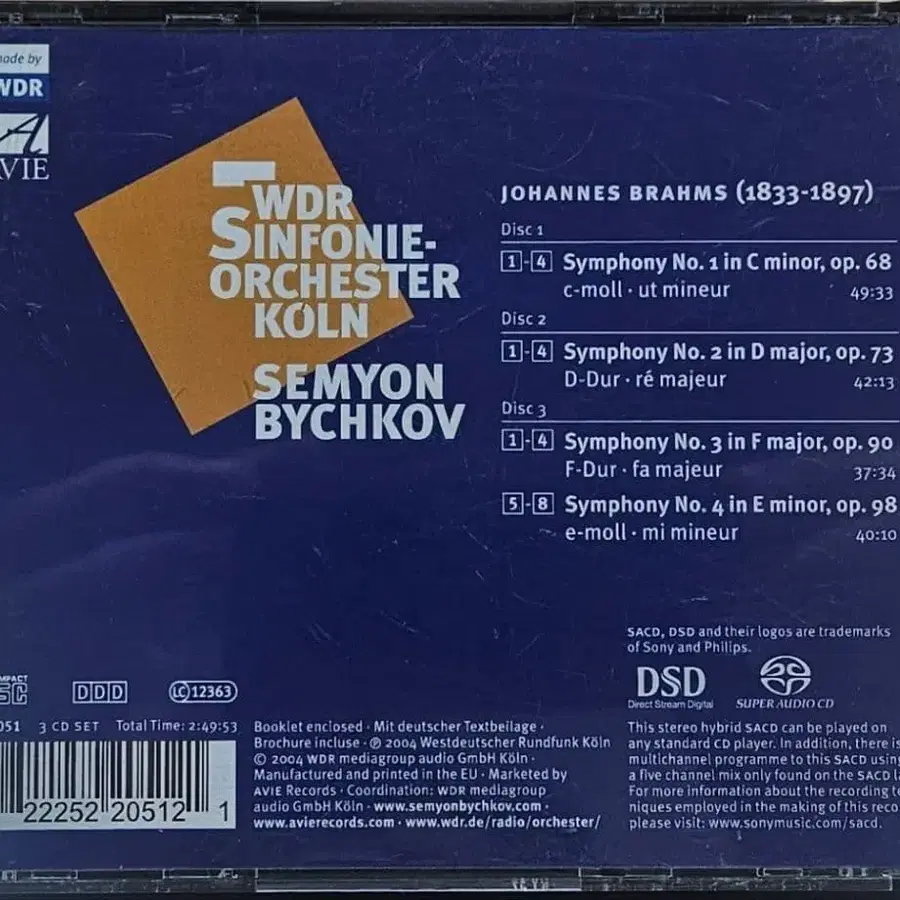 made by
WDR
AVIE
WDR
SINFONIE-
ORCHESTER
KÖLN
SEMYON
BYCHKOV
JOHANNES BRAHMS (1833-1897)
Disc 1
1-4 Symphony No. 1 in C minor, op. 68
c-moll · ut mineur 49:33
Disc 2
1-4 Symphony No. 2 in D major, op. 73
D-Dur · ré majeur 42:13
Disc 3
1-4 Symphony No. 3 in F major, op. 90
F-Dur · fa majeur 37:34
5-8 Symphony No. 4 in E minor, op. 98
e-moll · mi mineur 40:10
SACD, DSD and their logos are trademarks
of Sony and Philips.
DSD
Direct Stream Digital
SUPER AUDIO CD
DDD
LC 12363
051 3 CD SET Total Time: 2:49:53
22252 20512 1
Booklet enclosed · Mit deutscher Textbeilage ·
Brochure incluse · ℗ 2004 Westdeutscher Rundfunk Köln
© 2004 WDR mediagroup audio GmbH Köln ·
Manufactured and printed in the EU · Marketed by
AVIE Records · Coordination: WDR mediagroup
audio GmbH Köln · www.semyonbychkov.com ·
www.avierecords.com · www.wdr.de/radio/orchester/
This stereo hybrid SACD can be played on
any standard CD player. In addition, there is
multichannel programme to this SACD using
a five channel mix only found on the SACD
For more information about the recording
niques employed in the making of this
please visit: www.sonymusic.com/sacd.